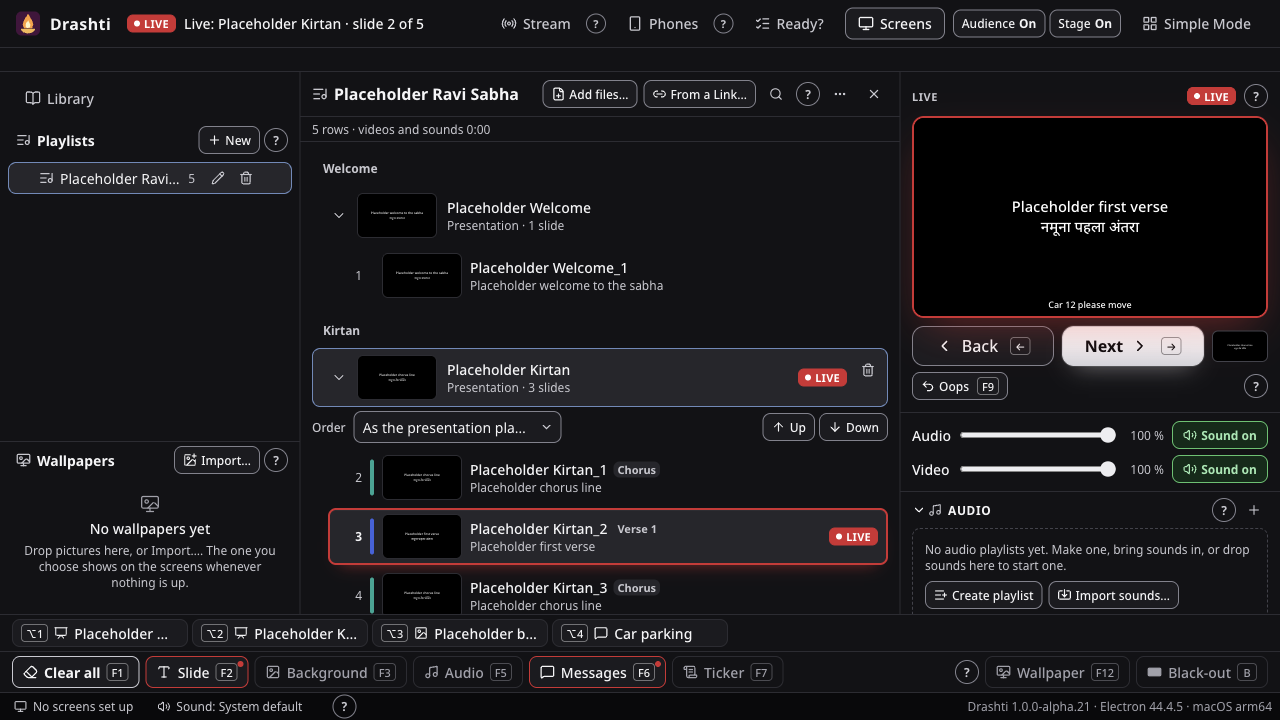 Drashti
LIVE
Live: Placeholder Kirtan · slide 2 of 5
Stream
?
Phones
?
Ready?
Screens
Audience On
Stage On
Simple Mode
Library
Playlists
New
?
Placeholder Ravi...
5
Wallpapers
Import...
?
No wallpapers yet
Drop pictures here, or Import.... The one you
choose shows on the screens whenever
nothing is up.
Placeholder Ravi Sabha
Add files...
From a Link...
?
5 rows · videos and sounds 0:00
Welcome
Placeholder Welcome
Presentation · 1 slide
1
Placeholder Welcome_1
Placeholder welcome to the sabha
Kirtan
Placeholder Kirtan
Presentation · 3 slides
LIVE
Order
As the presentation pla...
Up
Down
2
Placeholder Kirtan_1
Chorus
Placeholder chorus line
3
Placeholder Kirtan_2
Verse 1
Placeholder first verse
LIVE
4
Placeholder Kirtan_3
Chorus
Placeholder chorus line
LIVE
LIVE
?
Placeholder first verse
नमूना पहला अंतरा
Car 12 please move
Back
Next
Oops F9
?
Audio
100 %
Sound on
Video
100 %
Sound on
AUDIO
?
No audio playlists yet. Make one, bring sounds in, or drop
sounds here to start one.
Create playlist
Import sounds...
⌥1 Placeholder ...
⌥2 Placeholder K...
⌥3 Placeholder b...
⌥4 Car parking
Clear all F1
Slide F2
Background F3
Audio F5
Messages F6
Ticker F7
?
Wallpaper F12
Black-out B
No screens set up
Sound: System default
?
Drashti 1.0.0-alpha.21 · Electron 44.4.5 · macOS arm64